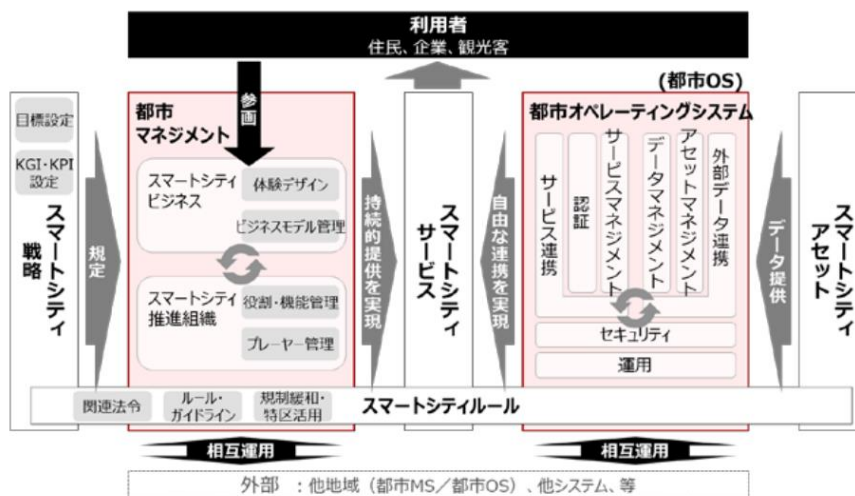 利用者
住民、企業、観光客
参画
(都市OS)
目標設定
KGI・KPI
設定
スマートシティ
戦略
規定
都市
マネジメント
スマートシティ
ビジネス
体験デザイン
ビジネスモデル管理
スマートシティ
推進組織
役割・機能管理
プレーヤー管理
持続的提供を実現
スマートシティ
サービス
自由な連携を実現
都市オペレーティングシステム
サービス連携
認証
サービスマネジメント
データマネジメント
アセットマネジメント
外部データ連携
セキュリティ
運用
データ提供
スマートシティ
アセット
関連法令
ルール・
ガイドライン
規制緩和・
特区活用
スマートシティルール
相互運用
相互運用
外部 : 他地域(都市MS/都市OS)、他システム、等